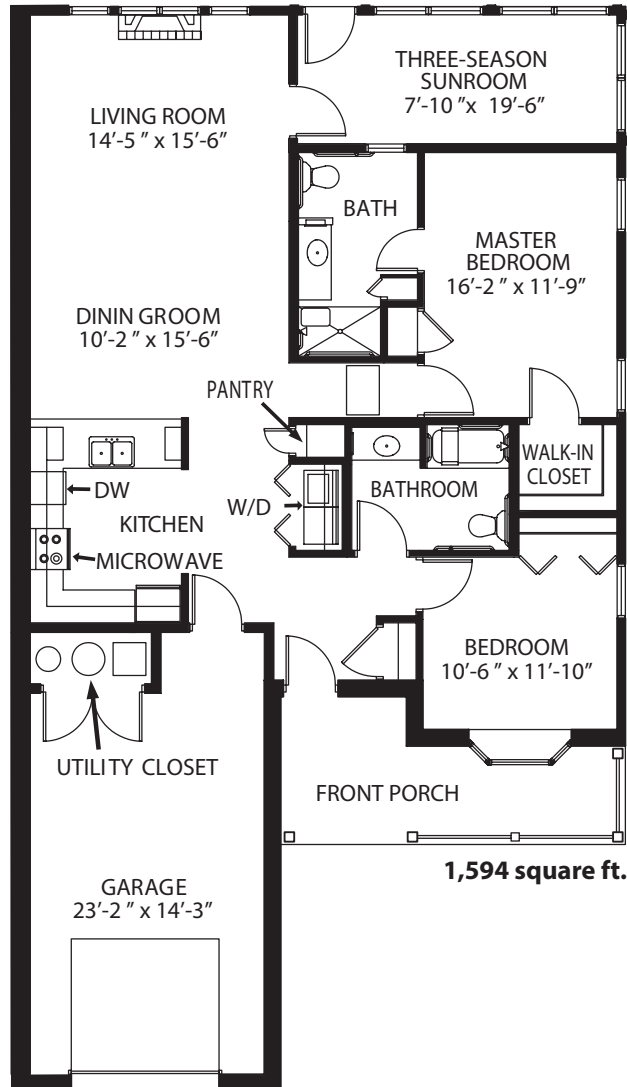 THREE-SEASON
SUNROOM
7’-10 ”x 19’-6”
LIVING ROOM
14’-5 ” x 15’-6”
BATH
MASTER
BEDROOM
16’-2 ” x 11’-9”
DININ GROOM
10’-2 ” x 15’-6”
PANTRY
WALK-IN
CLOSET
DW
W/D
BATHROOM
KITCHEN
MICROWAVE
BEDROOM
10’-6 ” x 11’-10”
UTILITY CLOSET
FRONT PORCH
1,594 square ft.
GARAGE
23’-2 ” x 14’-3”